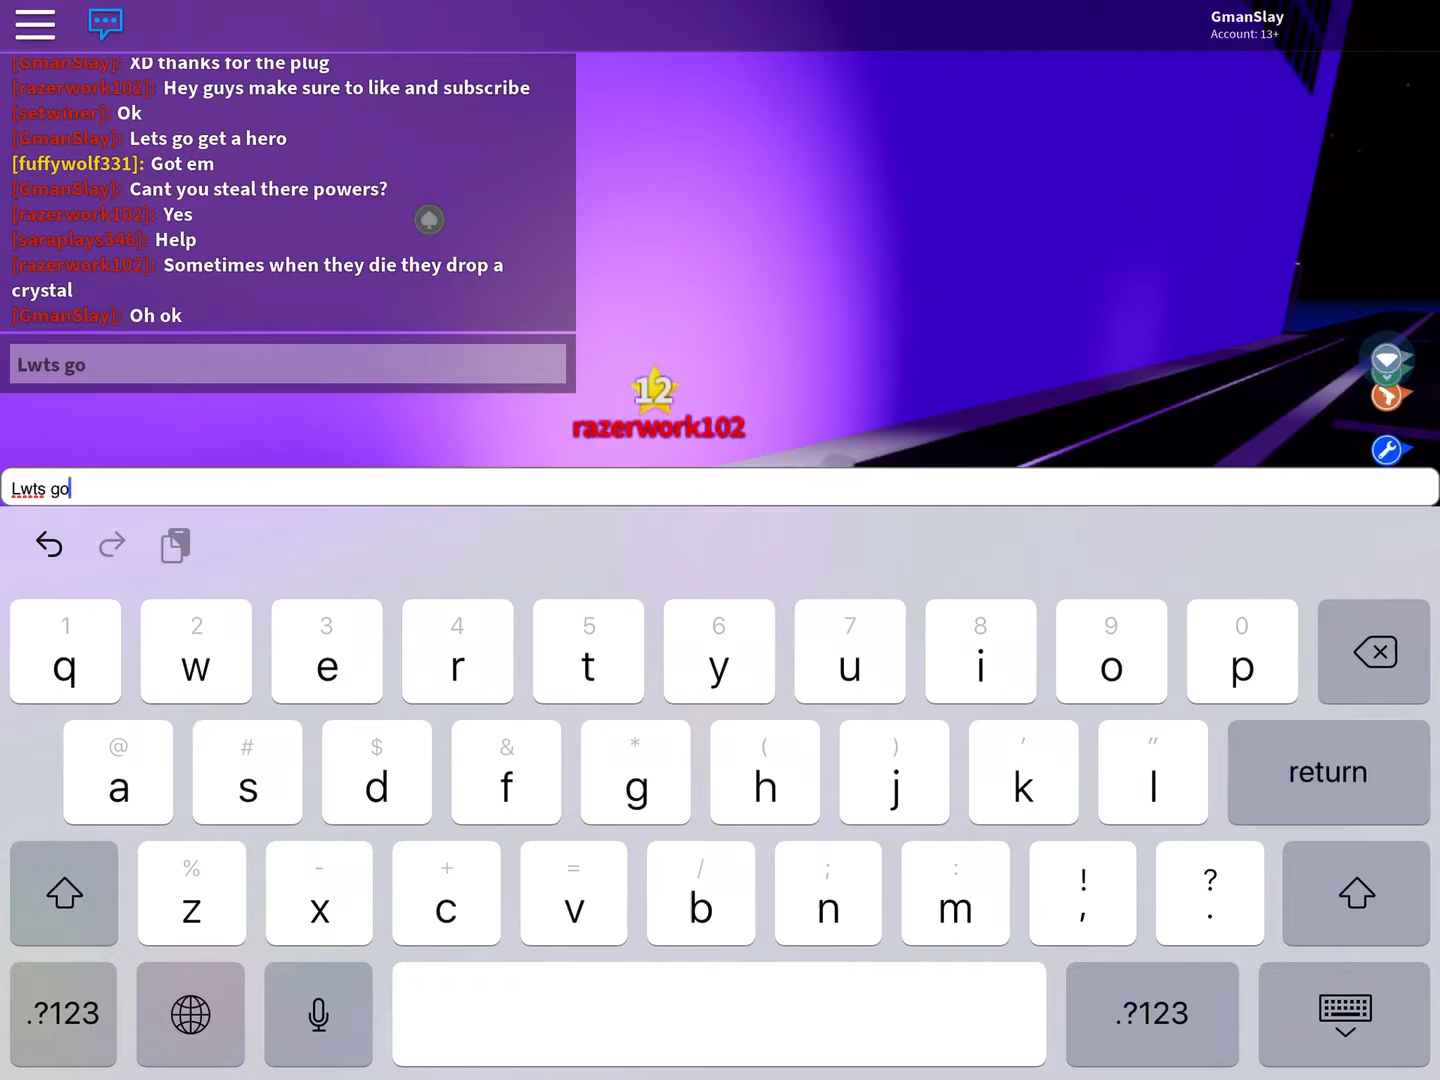 GmanSlay
Account: 13+
[GmanSlay]: XD thanks for the plug
[razerwork102]: Hey guys make sure to like and subscribe
[setwiner]: Ok
[GmanSlay]: Lets go get a hero
[fuffywolf331]: Got em
[GmanSlay]: Cant you steal there powers?
[razerwork102]: Yes
[saraplays346]: Help
[razerwork102]: Sometimes when they die they drop a
crystal
[GmanSlay]: Oh ok
Lwts go
12
razerwork102
Lwts go
1 2 3 4 5 6 7 8 9 0
q w e r t y u i o p
@ # $ & * ( ) ' "
a s d f g h j k l return
% - + = / ; : ! ?
z x c v b n m , .
.?123 .?123